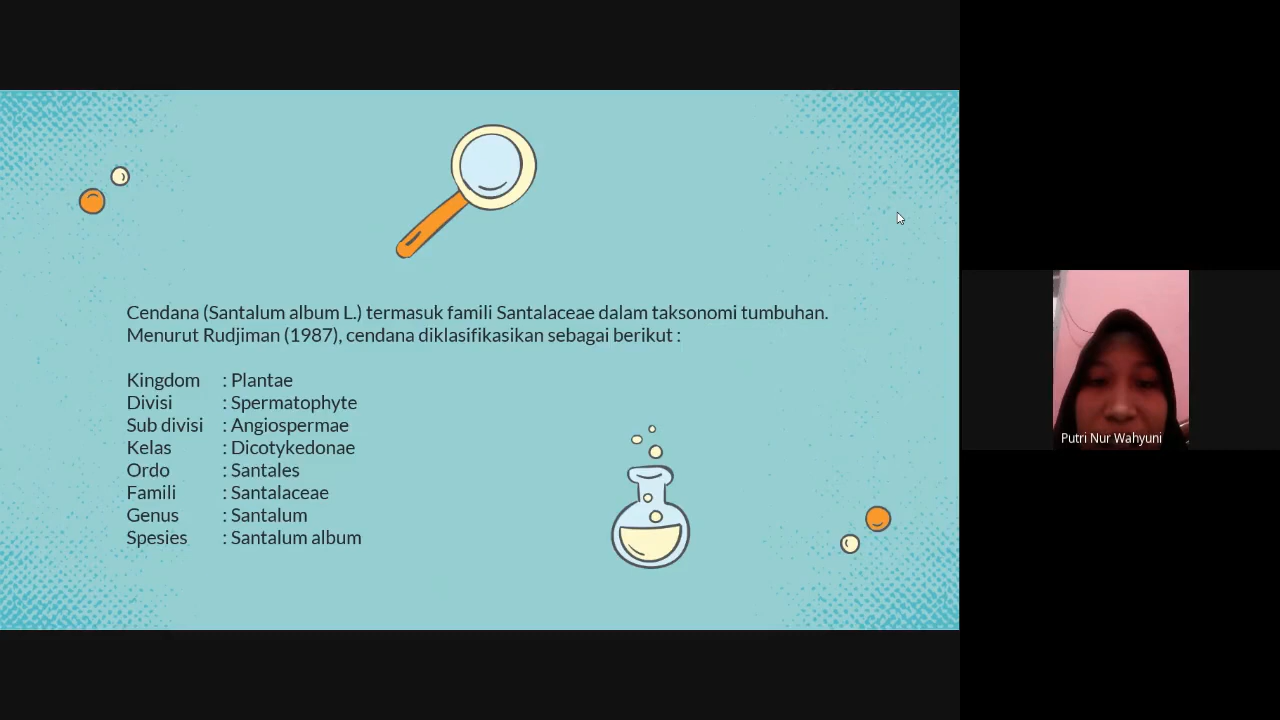 Cendana (Santalum album L.) termasuk famili Santalaceae dalam taksonomi tumbuhan.
Menurut Rudjiman (1987), cendana diklasifikasikan sebagai berikut :
Kingdom : Plantae
Divisi : Spermatophyte
Sub divisi : Angiospermae
Kelas : Dicotykedonae
Ordo : Santales
Famili : Santalaceae
Genus : Santalum
Spesies : Santalum album
Putri Nur Wahyuni